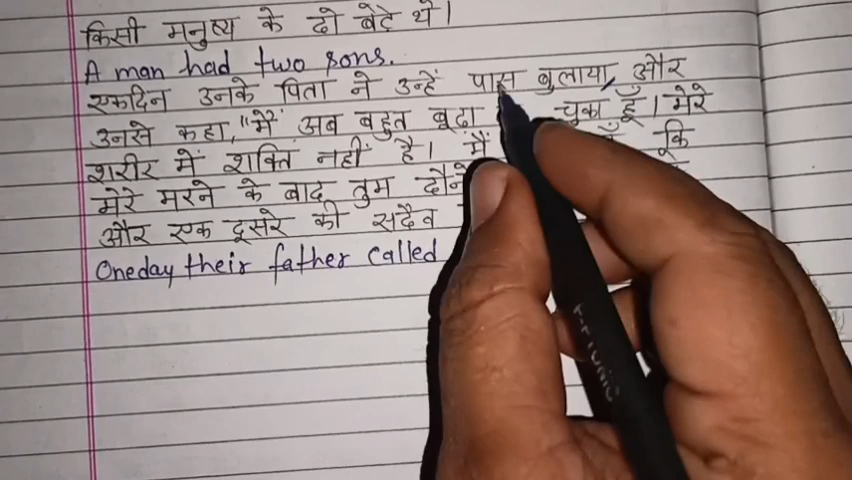 किसी मनुष्य के दो बेटे थे।
A man had two sons.
एकदिन उनके पिता ने उन्हें पास बुलाया, और
उनसे कहा, "मैं अब बहुत बूढ़ा चुका हूँ। मेरे
शरीर में शक्ति नहीं है। मैं कि
मेरे मरने के बाद तुम
और एक दूसरे की सदैव
Oneday their father called